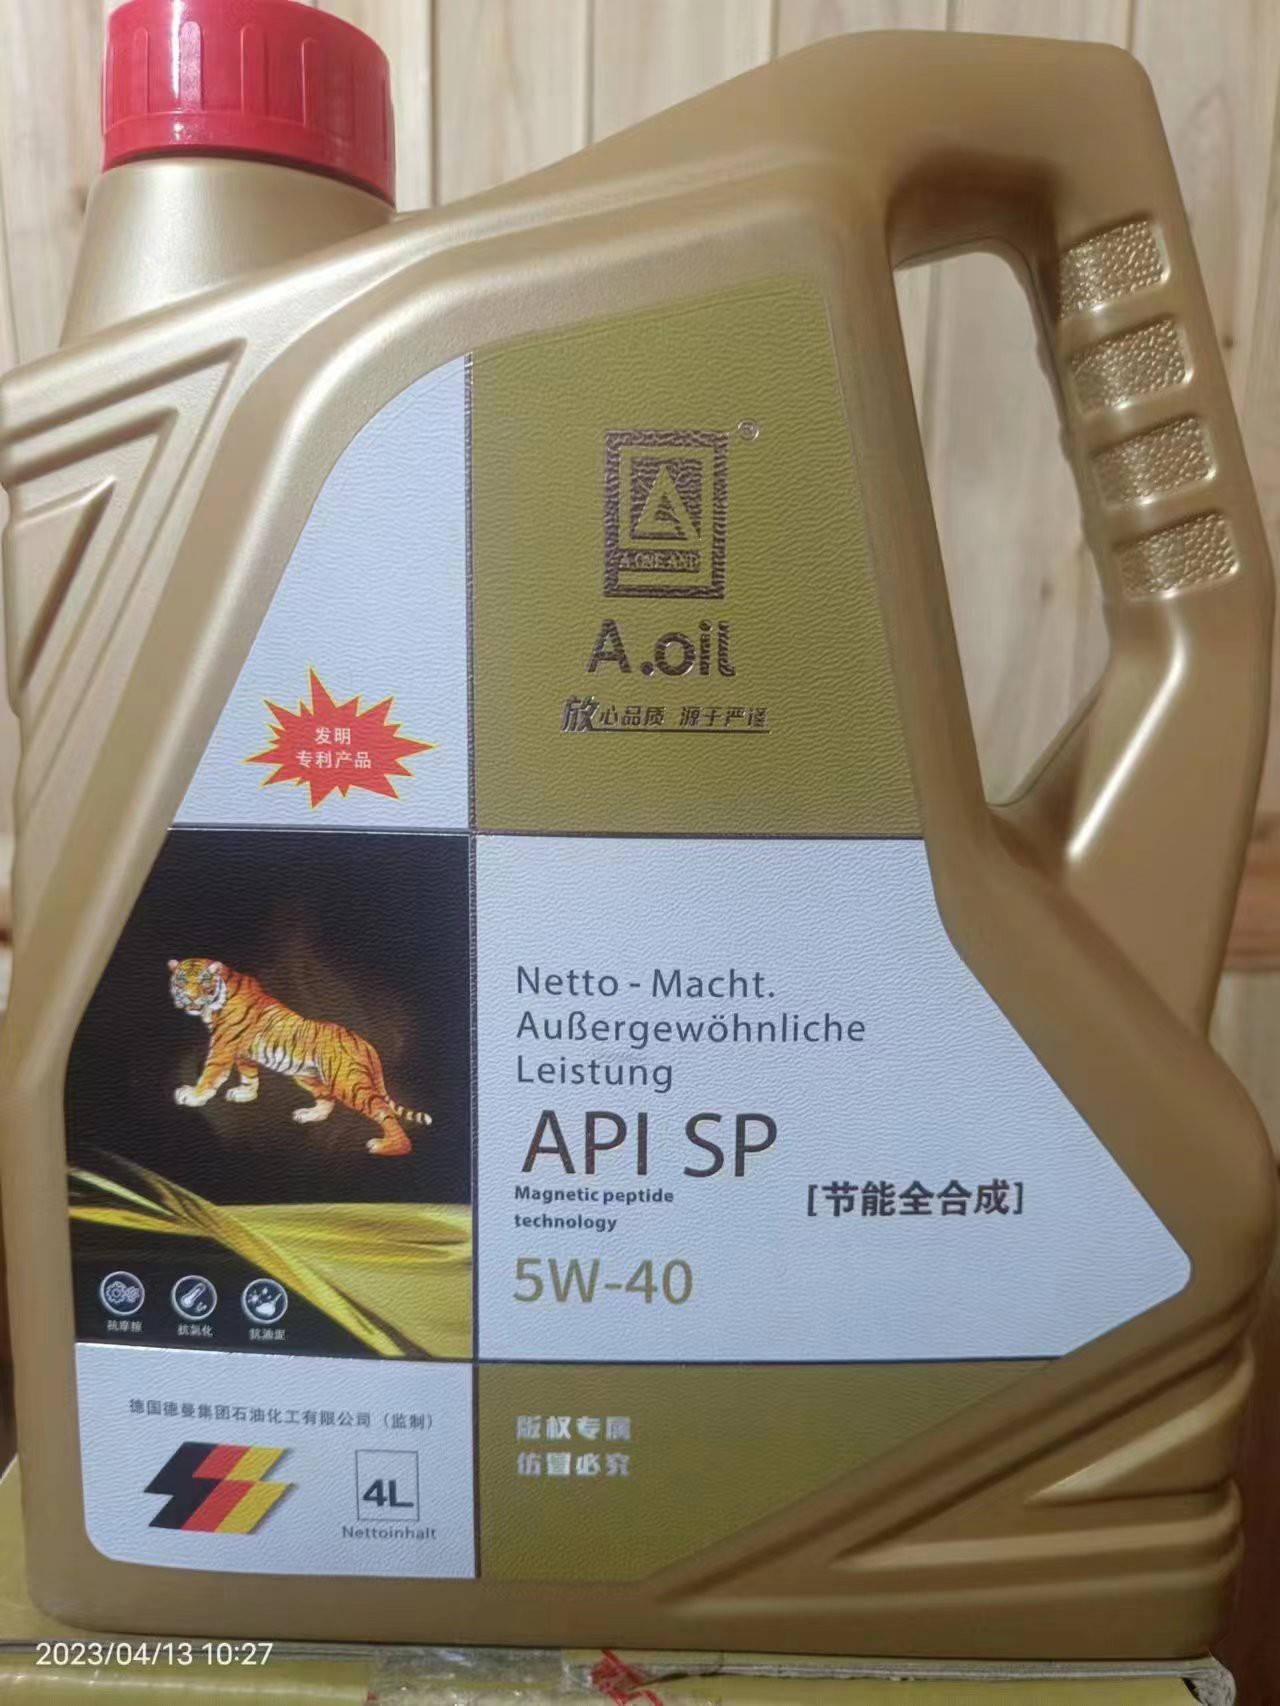 ®
A ONE AND
A.oil
放心品质 源于严谨
发明
专利产品
Netto - Macht.
Außergewöhnliche
Leistung
API SP
Magnetic peptide
technology
[节能全合成]
5W-40
抗摩擦 抗氧化 抗油泥
德国德曼集团石油化工有限公司（监制）
4L
Nettoinhalt
版权专属
仿冒必究
2023/04/13 10:27